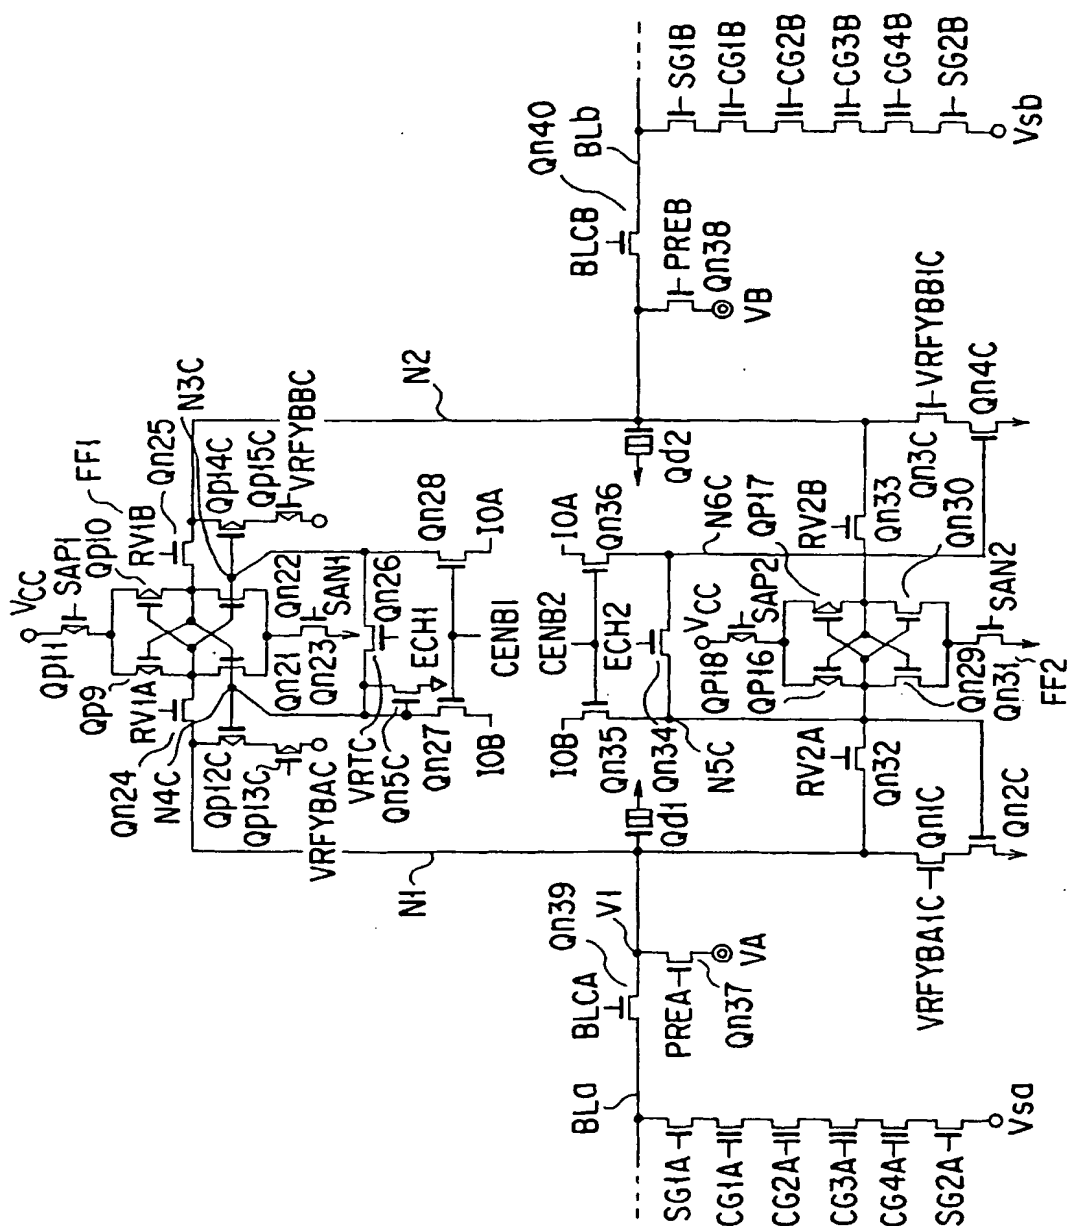 Vcc
SAP1
Qp11
FF1
Qp9
Qp10
RV1A
RV1B
Qn24
Qn25
N4C
N3C
Qp12C
Qp14C
Qp13C
Qp15C
VRFYBAC
VRFYBBC
Qn21
Qn22
Qn23
SAN1
VRTC
Qn26
Qn5C
ECH1
Qn27
Qn28
IOB
IOA
N1
N2
CENB1
CENB2
IOB
IOA
Qn35
Qn36
ECH2
Qn34
N5C
N6C
Qd1
Qd2
BLa
BLCA
Qn39
V1
PREA
VA
Qn37
BLCB
Qn40
BLb
PREB
Qn38
VB
SG1A
CG1A
CG2A
CG3A
CG4A
SG2A
Vsa
SG1B
CG1B
CG2B
CG3B
CG4B
SG2B
Vsb
Vcc
QP18
SAP2
QP16
QP17
RV2A
RV2B
Qn32
Qn33
Qn29
Qn30
Qn31
SAN2
FF2
VRFYBA1C
Qn1C
Qn2C
Qn3C
VRFYBB1C
Qn4C